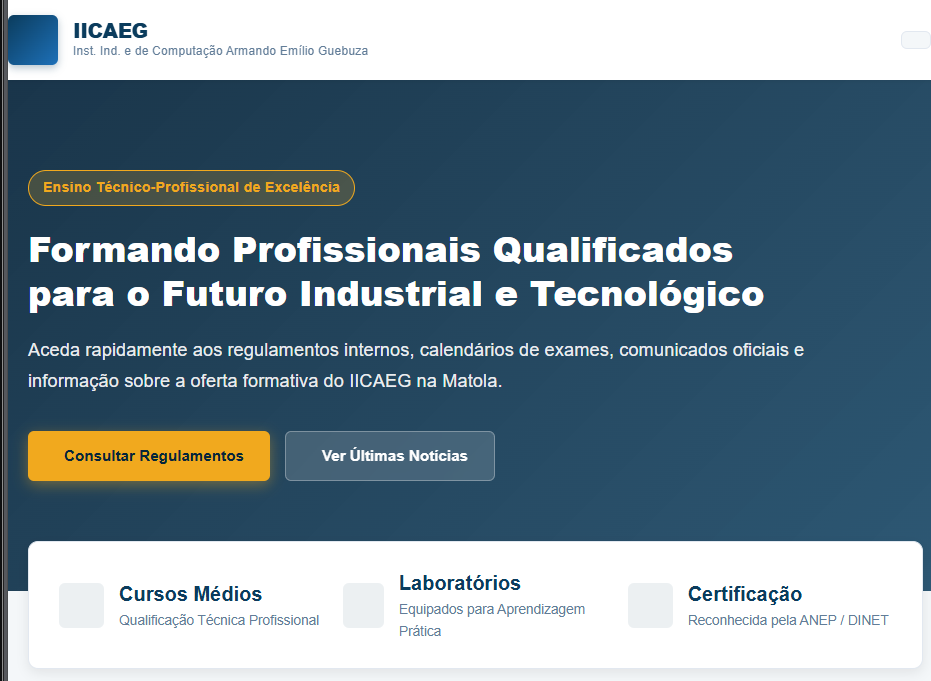 IICAEG
Inst. Ind. e de Computação Armando Emílio Guebuza
Ensino Técnico-Profissional de Excelência
Formando Profissionais Qualificados
para o Futuro Industrial e Tecnológico
Aceda rapidamente aos regulamentos internos, calendários de exames, comunicados oficiais e
informação sobre a oferta formativa do IICAEG na Matola.
Consultar Regulamentos
Ver Últimas Notícias
Cursos Médios
Qualificação Técnica Profissional
Laboratórios
Equipados para Aprendizagem
Prática
Certificação
Reconhecida pela ANEP / DINET